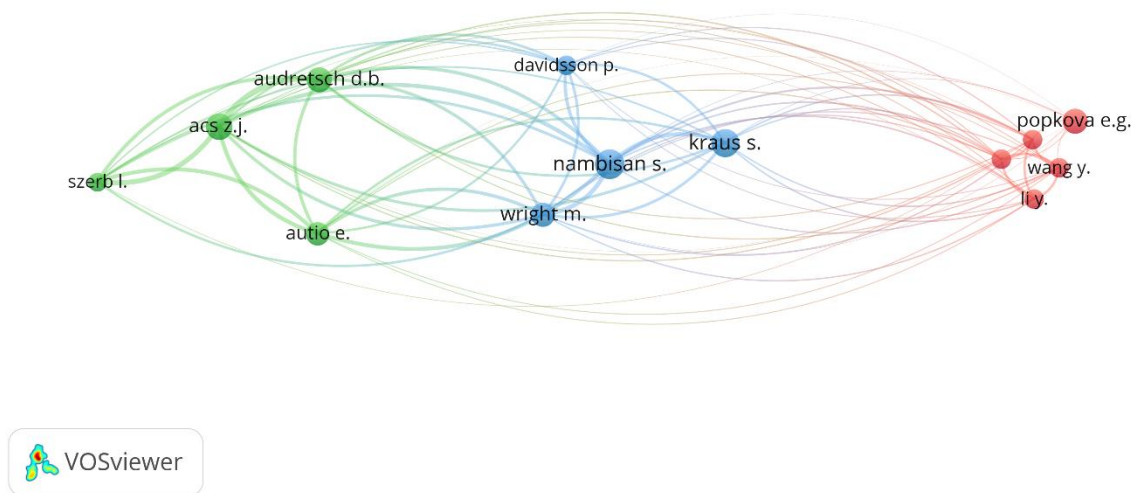 davidsson p.
audretsch d.b.
popkova e.g.
acs z.j.
kraus s.
nambisan s.
wang y.
szerb l.
li y.
wright m.
autio e.
VOSviewer